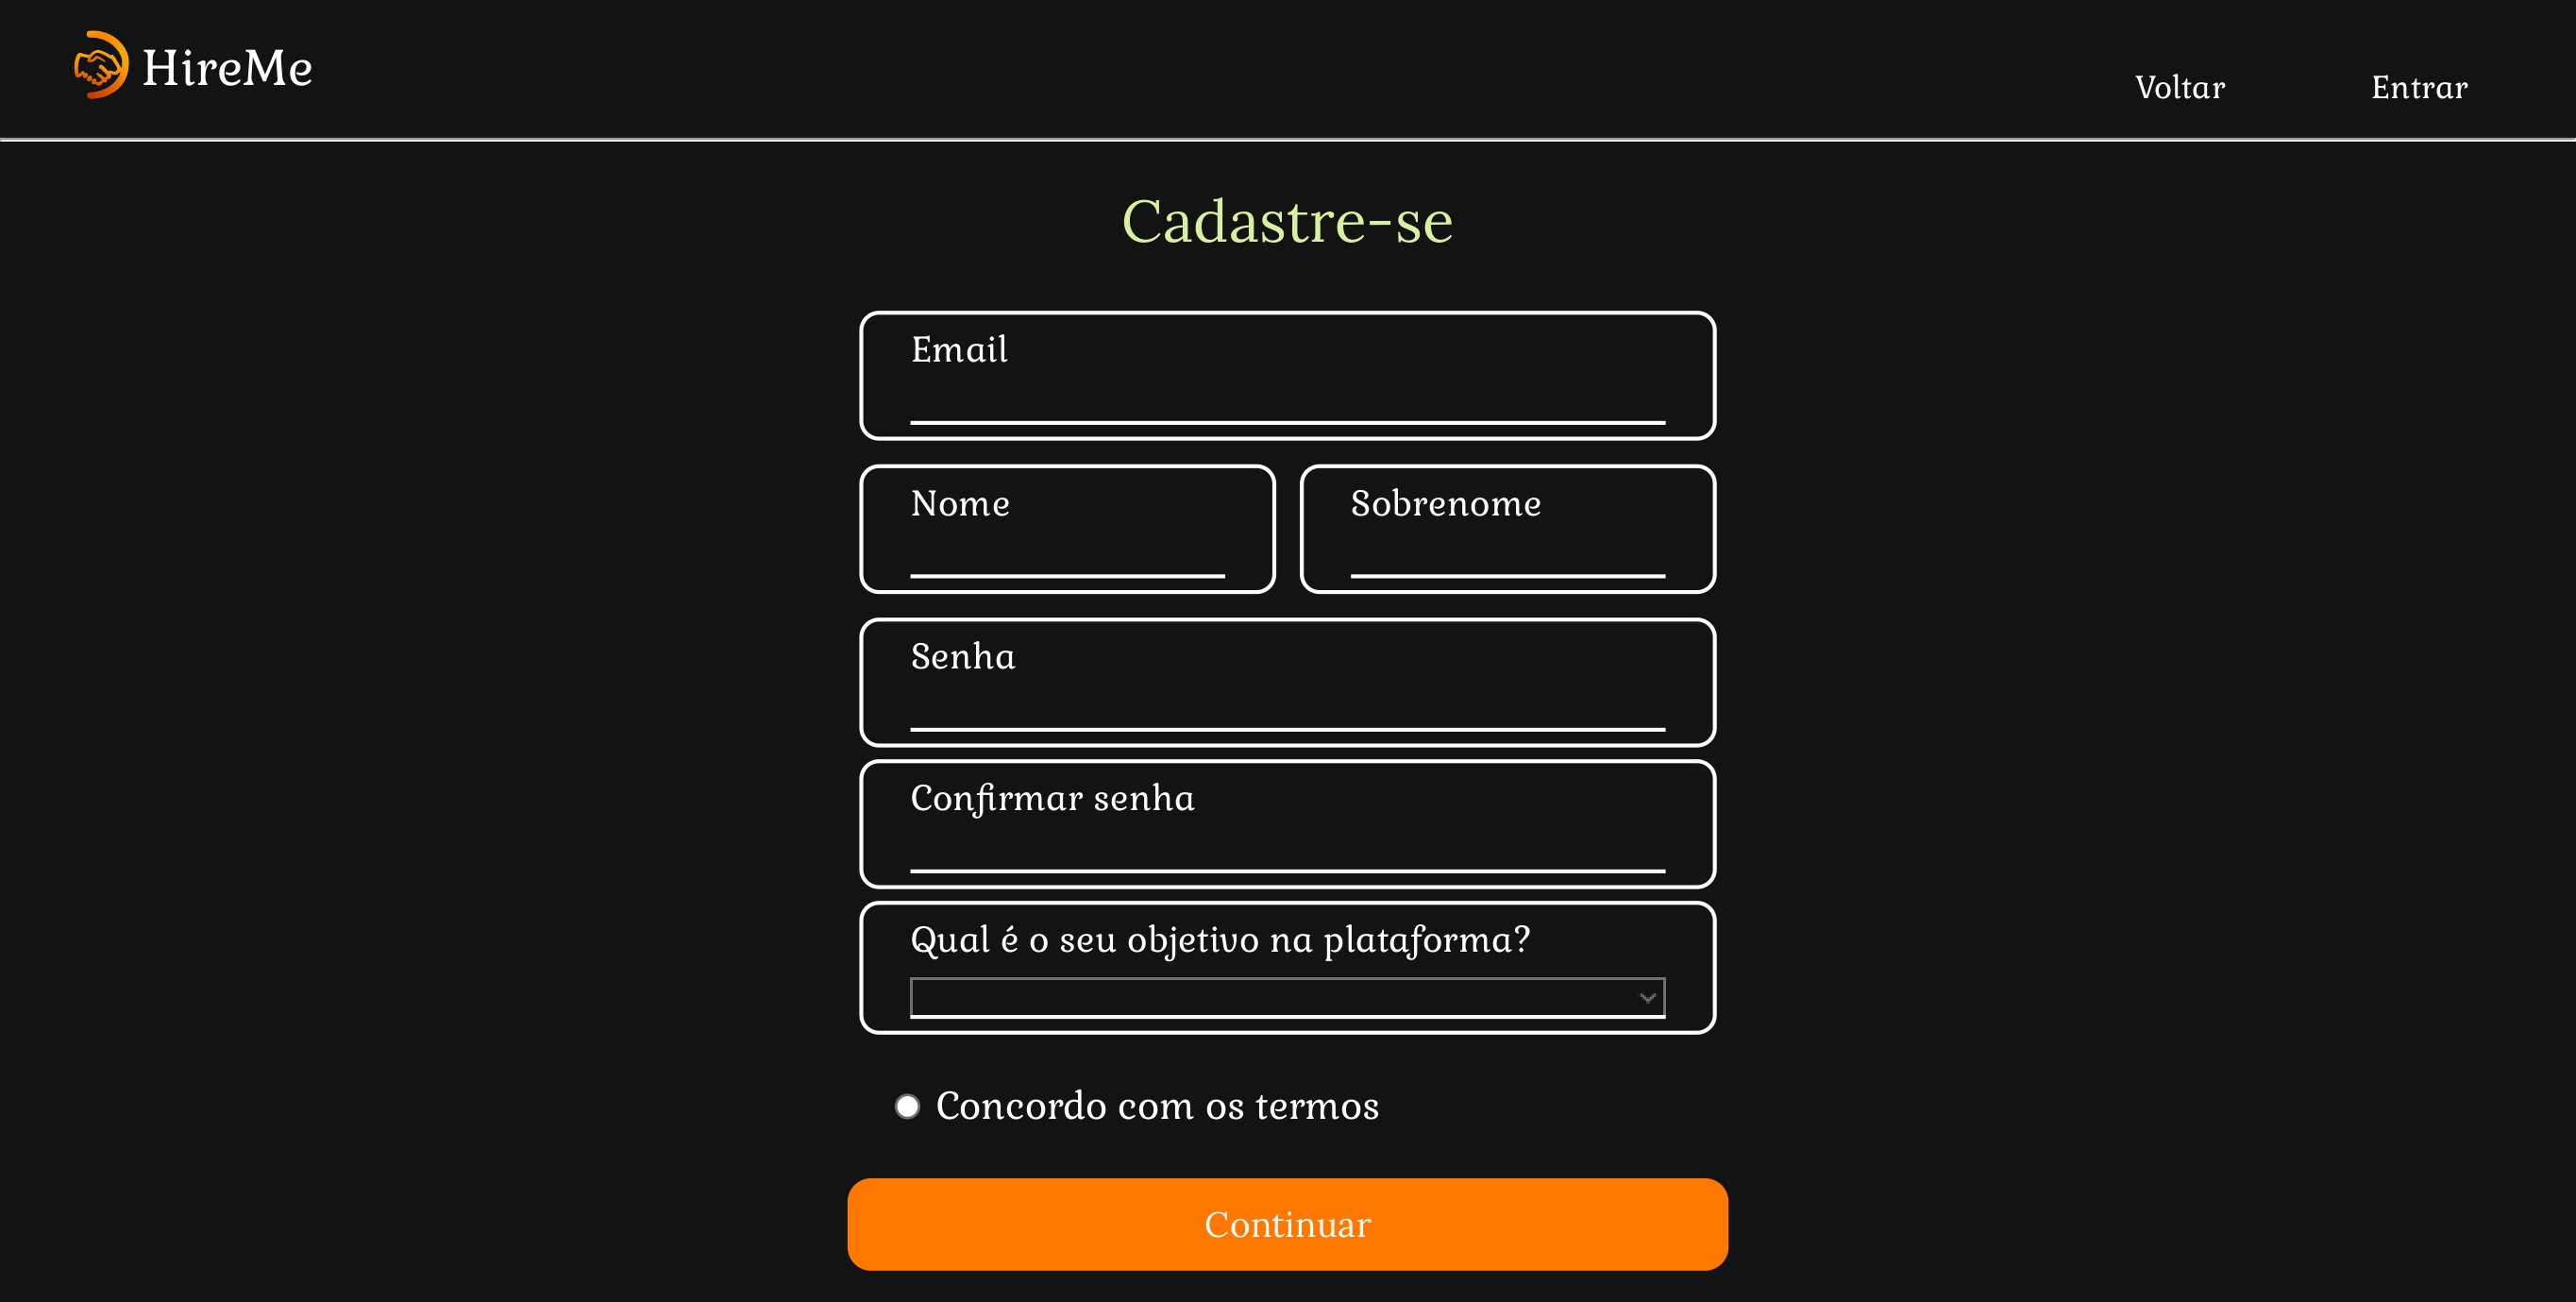 HireMe
Voltar Entrar
Cadastre-se
Email
Nome Sobrenome
Senha
Confirmar senha
Qual é o seu objetivo na plataforma?
Concordo com os termos
Continuar